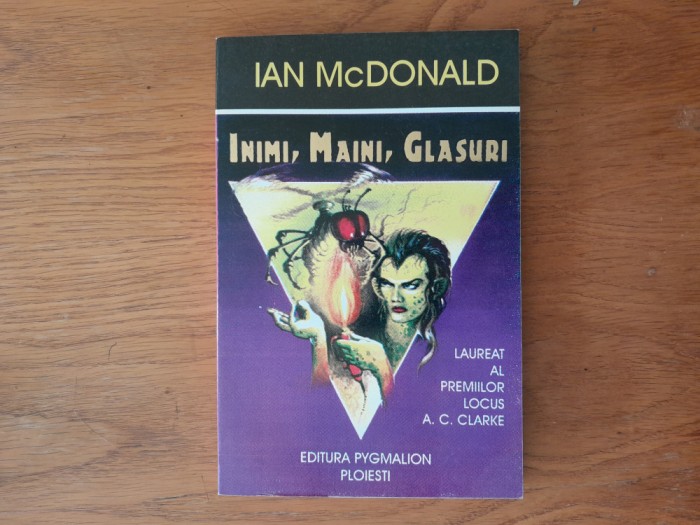 IAN McDONALD
INIMI, MAINI, GLASURI
LAUREAT
AL
PREMIILOR
LOCUS
A. C. CLARKE
EDITURA PYGMALION
PLOIESTI